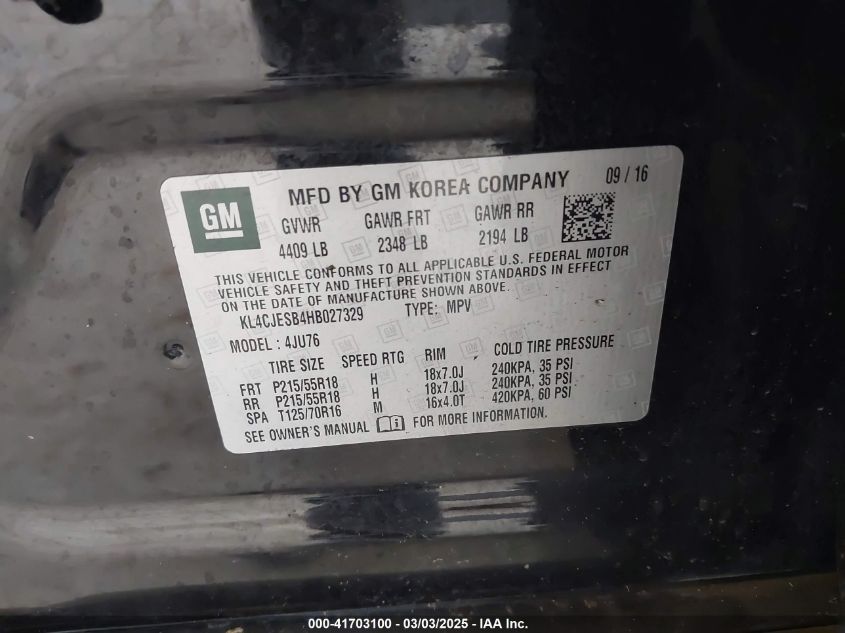 GM
MFD BY GM KOREA COMPANY 09 / 16
GVWR GAWR FRT GAWR RR
4409 LB 2348 LB 2194 LB
THIS VEHICLE CONFORMS TO ALL APPLICABLE U.S. FEDERAL MOTOR
VEHICLE SAFETY AND THEFT PREVENTION STANDARDS IN EFFECT
ON THE DATE OF MANUFACTURE SHOWN ABOVE.
KL4CJESB4HB027329 TYPE: MPV
MODEL : 4JU76
TIRE SIZE SPEED RTG RIM COLD TIRE PRESSURE
FRT P215/55R18 H 18x7.0J 240KPA, 35 PSI
RR P215/55R18 H 18x7.0J 240KPA, 35 PSI
SPA T125/70R16 M 16x4.0T 420KPA, 60 PSI
SEE OWNER'S MANUAL FOR MORE INFORMATION.
000-41703100 - 03/03/2025 - IAA Inc.